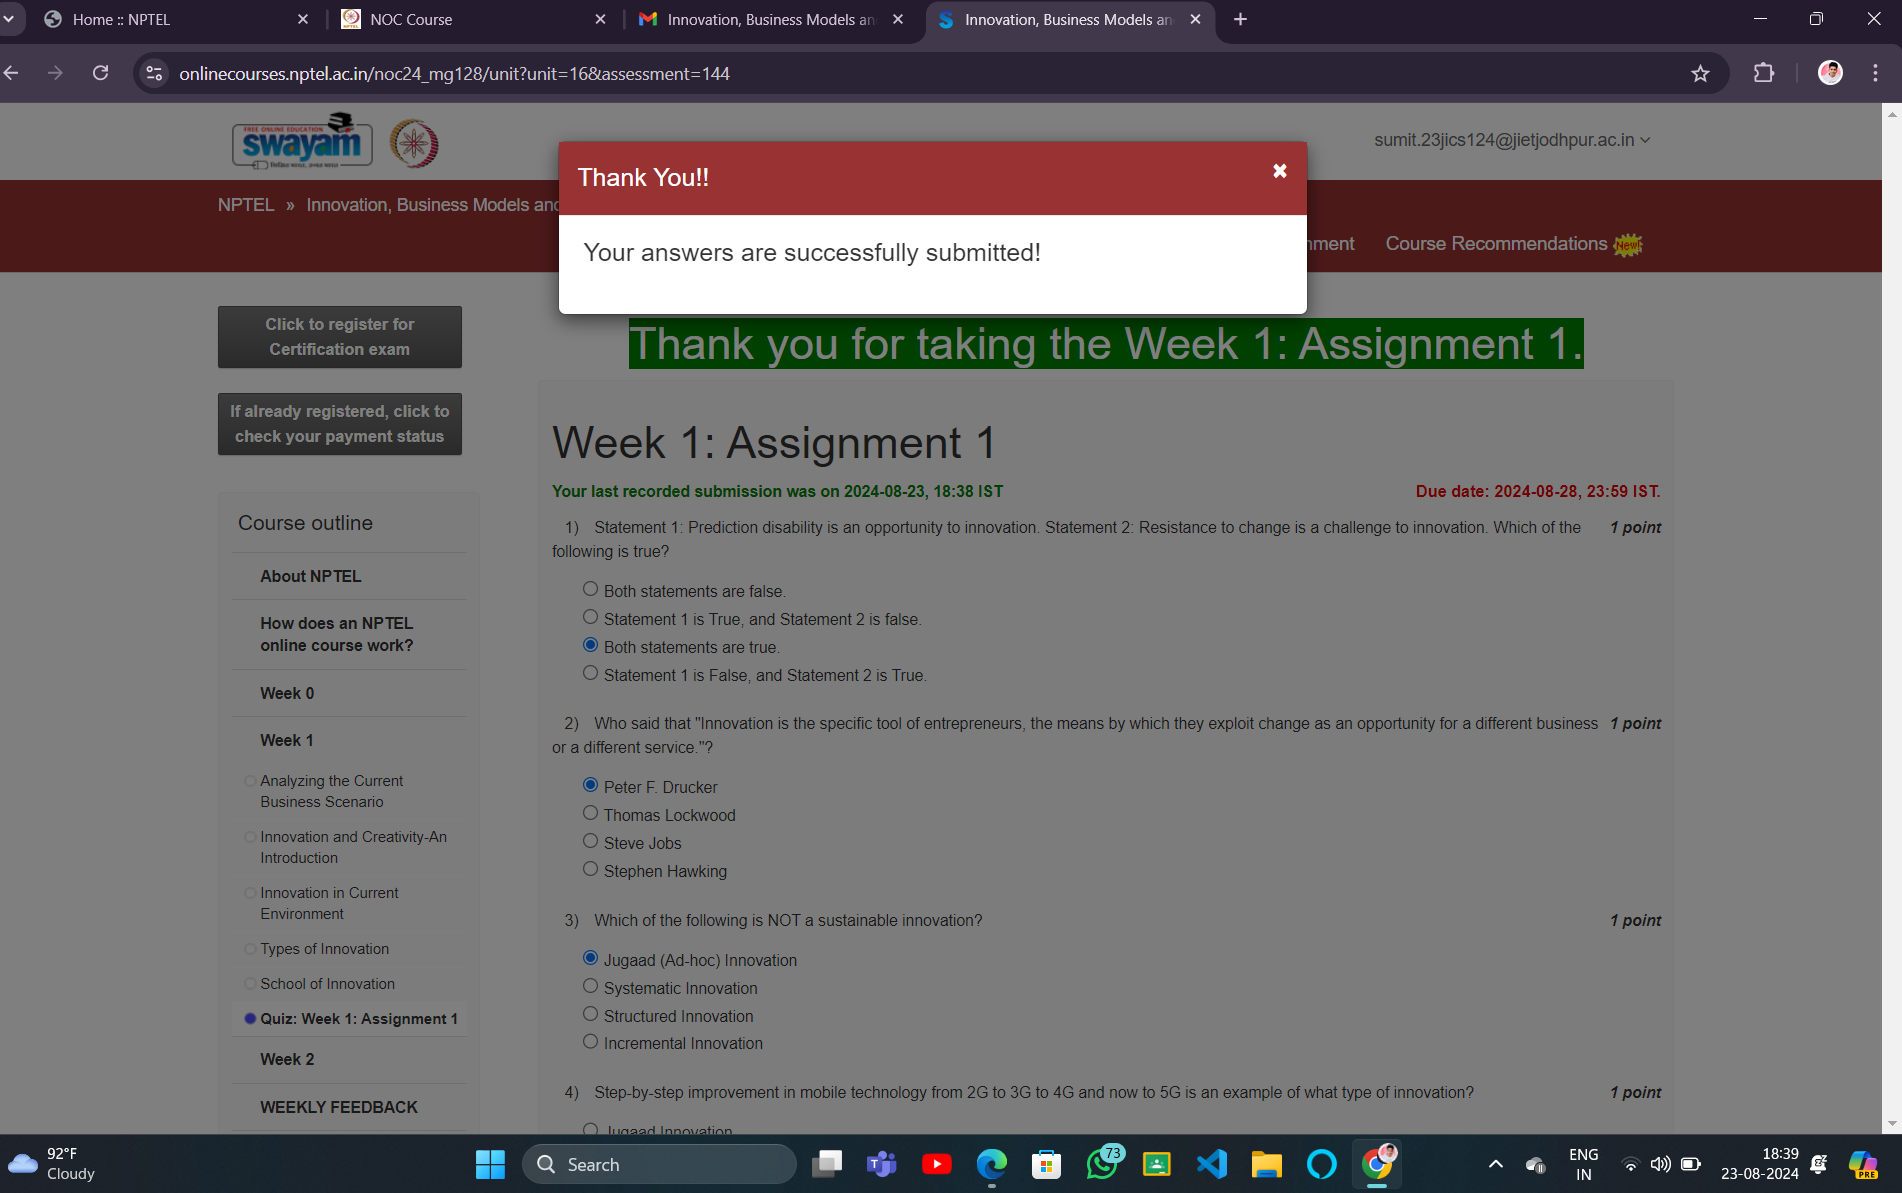 Home :: NPTEL
NOC Course
Innovation, Business Models an
Innovation, Business Models an
onlinecourses.nptel.ac.in/noc24_mg128/unit?unit=16&assessment=144
FREE ONLINE EDUCATION
swayam
sumit.23jics124@jietjodhpur.ac.in
Thank You!!
Your answers are successfully submitted!
NPTEL » Innovation, Business Models and
nment
Course Recommendations
New!
Click to register for
Certification exam
If already registered, click to
check your payment status
Course outline
About NPTEL
How does an NPTEL
online course work?
Week 0
Week 1
Analyzing the Current
Business Scenario
Innovation and Creativity-An
Introduction
Innovation in Current
Environment
Types of Innovation
School of Innovation
Quiz: Week 1: Assignment 1
Week 2
WEEKLY FEEDBACK
Thank you for taking the Week 1: Assignment 1.
Week 1: Assignment 1
Your last recorded submission was on 2024-08-23, 18:38 IST
Due date: 2024-08-28, 23:59 IST.
1) Statement 1: Prediction disability is an opportunity to innovation. Statement 2: Resistance to change is a challenge to innovation. Which of the 1 point
following is true?
Both statements are false.
Statement 1 is True, and Statement 2 is false.
Both statements are true.
Statement 1 is False, and Statement 2 is True.
2) Who said that "Innovation is the specific tool of entrepreneurs, the means by which they exploit change as an opportunity for a different business 1 point
or a different service."?
Peter F. Drucker
Thomas Lockwood
Steve Jobs
Stephen Hawking
3) Which of the following is NOT a sustainable innovation? 1 point
Jugaad (Ad-hoc) Innovation
Systematic Innovation
Structured Innovation
Incremental Innovation
4) Step-by-step improvement in mobile technology from 2G to 3G to 4G and now to 5G is an example of what type of innovation? 1 point
Jugaad Innovation
92°F
Cloudy
Search
73
ENG
IN
18:39
23-08-2024
PRE